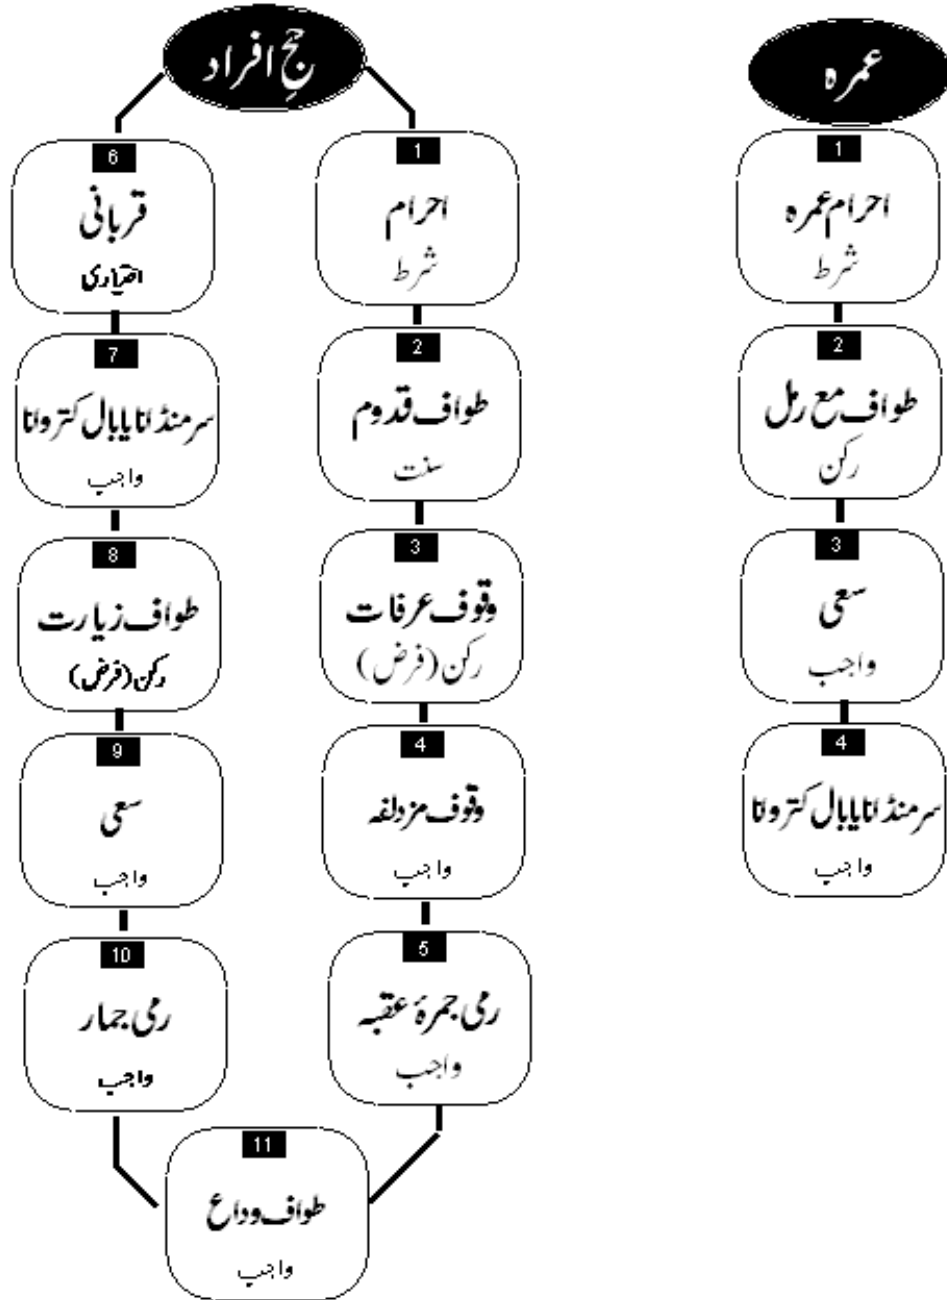 عمرہ
1
احرام عمرہ
شرط
2
طواف مع رمل
رکن
3
سعی
واجب
4
سر منڈانا یا بال کتروانا
واجب
حجِ افراد
1
احرام
شرط
2
طواف قدوم
سنت
3
وقوف عرفات
رکن (فرض)
4
وقوف مزدلفہ
واجب
5
رمی جمرۂ عقبہ
واجب
6
قربانی
اختیاری
7
سر منڈانا یا بال کتروانا
واجب
8
طواف زیارت
رکن (فرض)
9
سعی
واجب
10
رمی جمار
واجب
11
طواف وداع
واجب